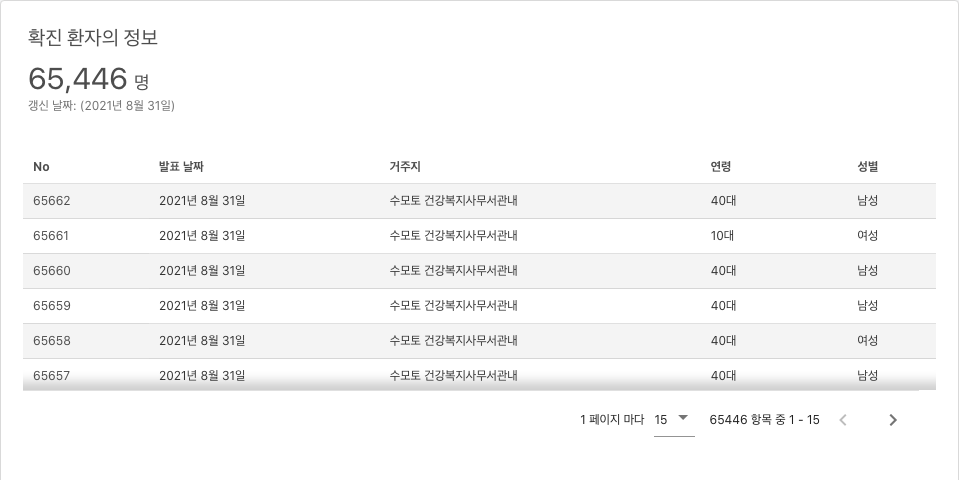 확진 환자의 정보
65,446 명
갱신 날짜: (2021년 8월 31일)
No 발표 날짜 거주지 연령 성별
65662 2021년 8월 31일 수모토 건강복지사무서관내 40대 남성
65661 2021년 8월 31일 수모토 건강복지사무서관내 10대 여성
65660 2021년 8월 31일 수모토 건강복지사무서관내 40대 남성
65659 2021년 8월 31일 수모토 건강복지사무서관내 40대 남성
65658 2021년 8월 31일 수모토 건강복지사무서관내 40대 여성
65657 2021년 8월 31일 수모토 건강복지사무서관내 40대 남성
1 페이지 마다 15 65446 항목 중 1 - 15